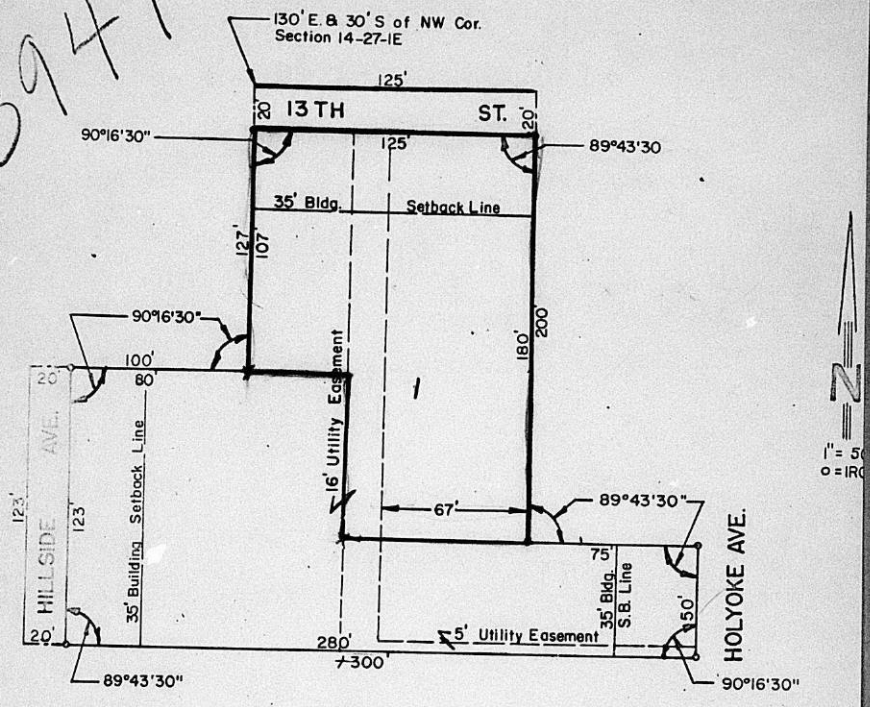 130' E. & 30' S of NW Cor.
Section 14-27-1E
125'
20'
13TH
ST.
20'
90°16'30"
125'
89°43'30
35' Bldg.
Setback Line
127'
107'
90°16'30"
180'
200'
100'
80'
20'
1
16' Utility Easement
HILLSIDE AVE.
123'
123'
35' Building Setback Line
67'
89°43'30"
75'
35' Bldg.
S.B. Line
50'
HOLYOKE AVE.
5' Utility Easement
20'
280'
300'
89°43'30"
90°16'30"
N